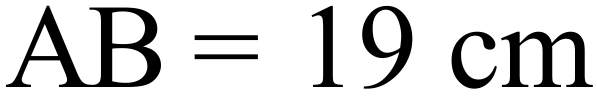 AB = 19 cm